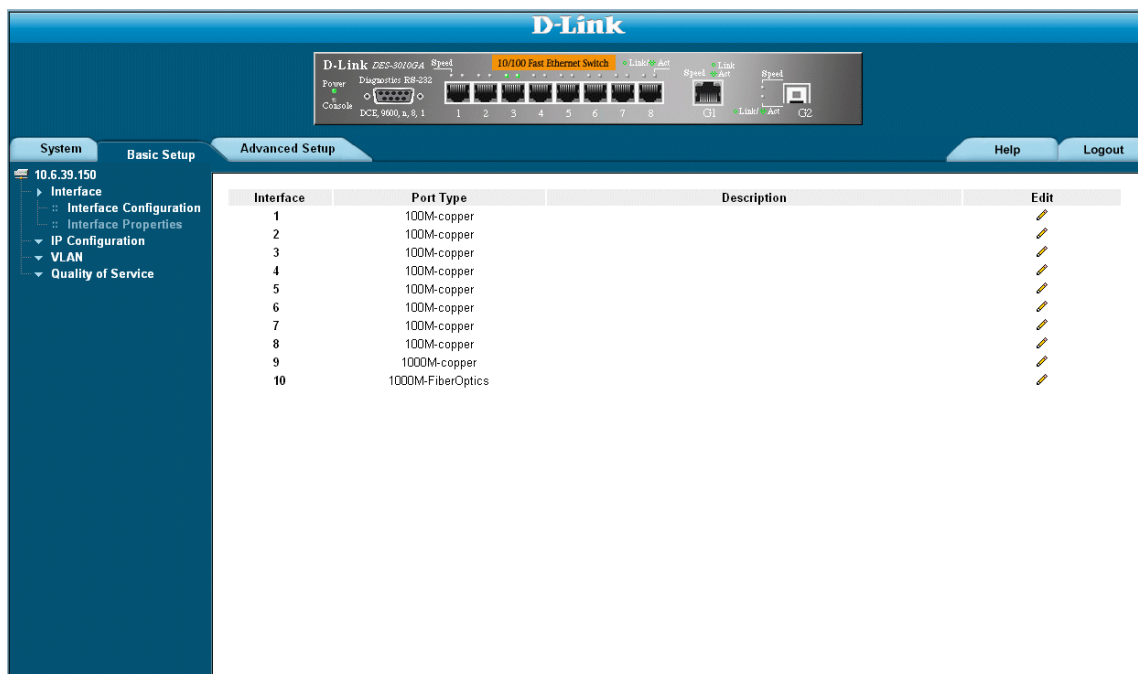 D-Link
D-Link DES-3010GA Speed 10/100 Fast Ethernet Switch Link/ Act
Power Diagnostics RS-232
Console
DCE, 9600, n, 8, 1
1 2 3 4 5 6 7 8
Speed Link Act
G1
Speed
Link/ Act G2
System Basic Setup Advanced Setup Help Logout
10.6.39.150
Interface
Interface Configuration
Interface Properties
IP Configuration
VLAN
Quality of Service
Interface Port Type Description Edit
1 100M-copper
2 100M-copper
3 100M-copper
4 100M-copper
5 100M-copper
6 100M-copper
7 100M-copper
8 100M-copper
9 1000M-copper
10 1000M-FiberOptics